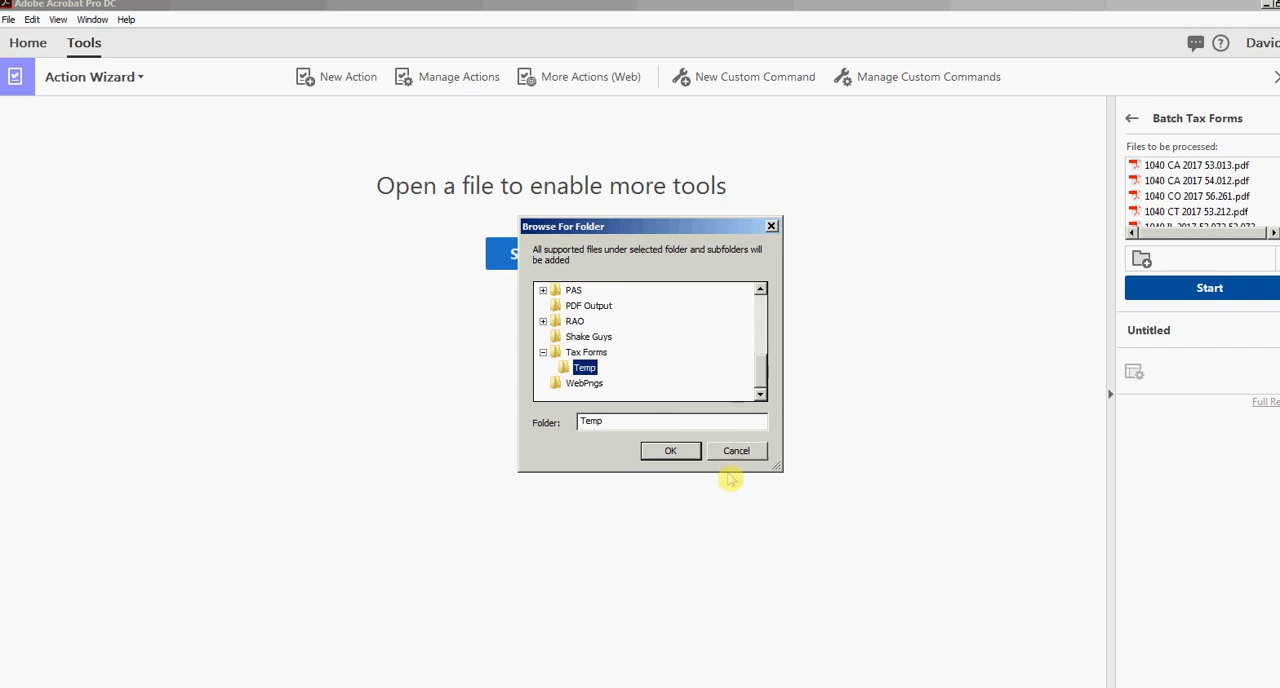 Adobe Acrobat Pro DC
File Edit View Window Help
Home Tools
David
Action Wizard
New Action Manage Actions More Actions (Web) New Custom Command Manage Custom Commands
Batch Tax Forms
Files to be processed:
1040 CA 2017 53.013.pdf
1040 CA 2017 54.012.pdf
1040 CO 2017 56.261.pdf
1040 CT 2017 53.212.pdf
Start
Untitled
Full Re
Open a file to enable more tools
S
Browse For Folder
All supported files under selected folder and subfolders will
be added
PAS
PDF Output
RAO
Shake Guys
Tax Forms
Temp
WebPngs
Folder: Temp
OK Cancel